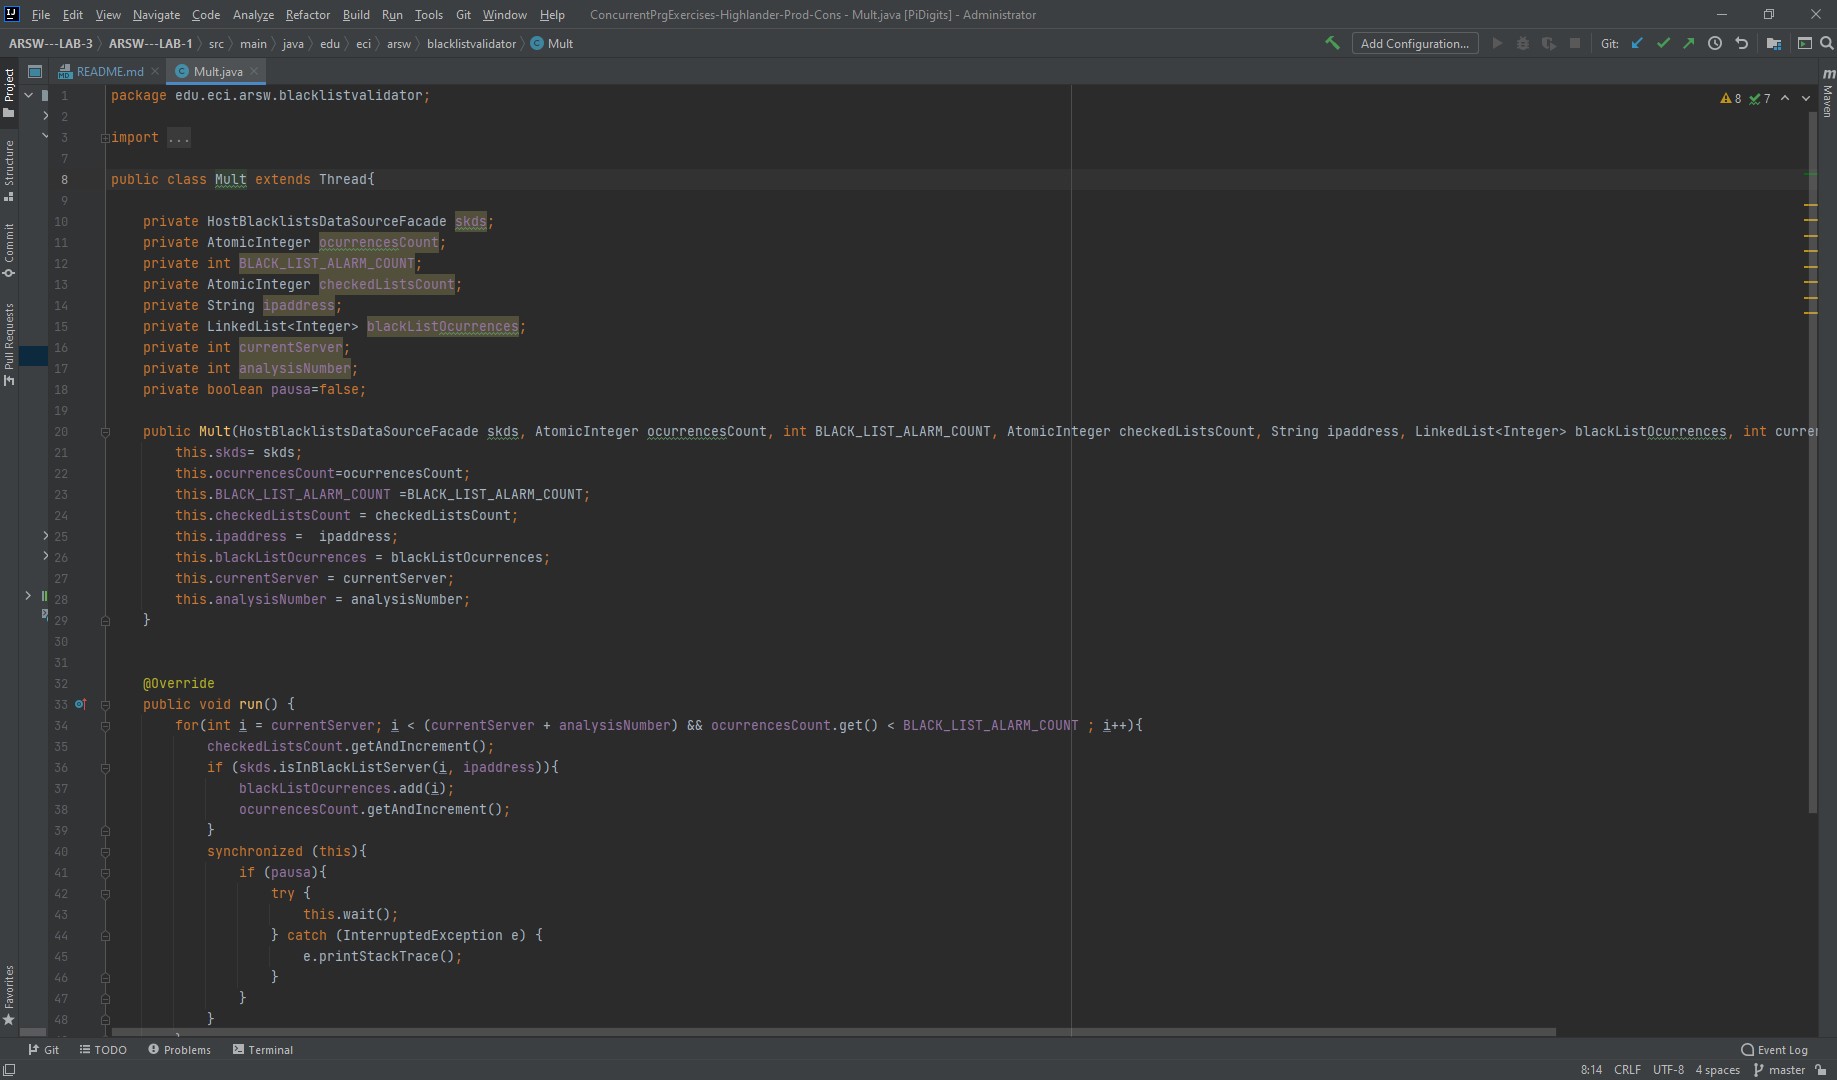 File Edit View Navigate Code Analyze Refactor Build Run Tools Git Window Help ConcurrentPrgExercises-Highlander-Prod-Cons - Mult.java [PiDigits] - Administrator
ARSW---LAB-3 ARSW---LAB-1 src main java edu eci arsw blacklistvalidator Mult Add Configuration... Git:
README.md Mult.java
Project
Structure
Commit
Pull Requests
Favorites
Maven
8 7
1 package edu.eci.arsw.blacklistvalidator;
2
3 import ...
7
8 public class Mult extends Thread{
9
10 private HostBlacklistsDataSourceFacade skds;
11 private AtomicInteger ocurrencesCount;
12 private int BLACK_LIST_ALARM_COUNT;
13 private AtomicInteger checkedListsCount;
14 private String ipaddress;
15 private LinkedList<Integer> blackListOcurrences;
16 private int currentServer;
17 private int analysisNumber;
18 private boolean pausa=false;
19
20 public Mult(HostBlacklistsDataSourceFacade skds, AtomicInteger ocurrencesCount, int BLACK_LIST_ALARM_COUNT, AtomicInteger checkedListsCount, String ipaddress, LinkedList<Integer> blackListOcurrences, int curre
21 this.skds= skds;
22 this.ocurrencesCount=ocurrencesCount;
23 this.BLACK_LIST_ALARM_COUNT =BLACK_LIST_ALARM_COUNT;
24 this.checkedListsCount = checkedListsCount;
25 this.ipaddress =  ipaddress;
26 this.blackListOcurrences = blackListOcurrences;
27 this.currentServer = currentServer;
28 this.analysisNumber = analysisNumber;
29 }
30
31
32 @Override
33 public void run() {
34 for(int i = currentServer; i < (currentServer + analysisNumber) && ocurrencesCount.get() < BLACK_LIST_ALARM_COUNT ; i++){
35 checkedListsCount.getAndIncrement();
36 if (skds.isInBlackListServer(i, ipaddress)){
37 blackListOcurrences.add(i);
38 ocurrencesCount.getAndIncrement();
39 }
40 synchronized (this){
41 if (pausa){
42 try {
43 this.wait();
44 } catch (InterruptedException e) {
45 e.printStackTrace();
46 }
47 }
48 }
Git TODO Problems Terminal Event Log
8:14 CRLF UTF-8 4 spaces master